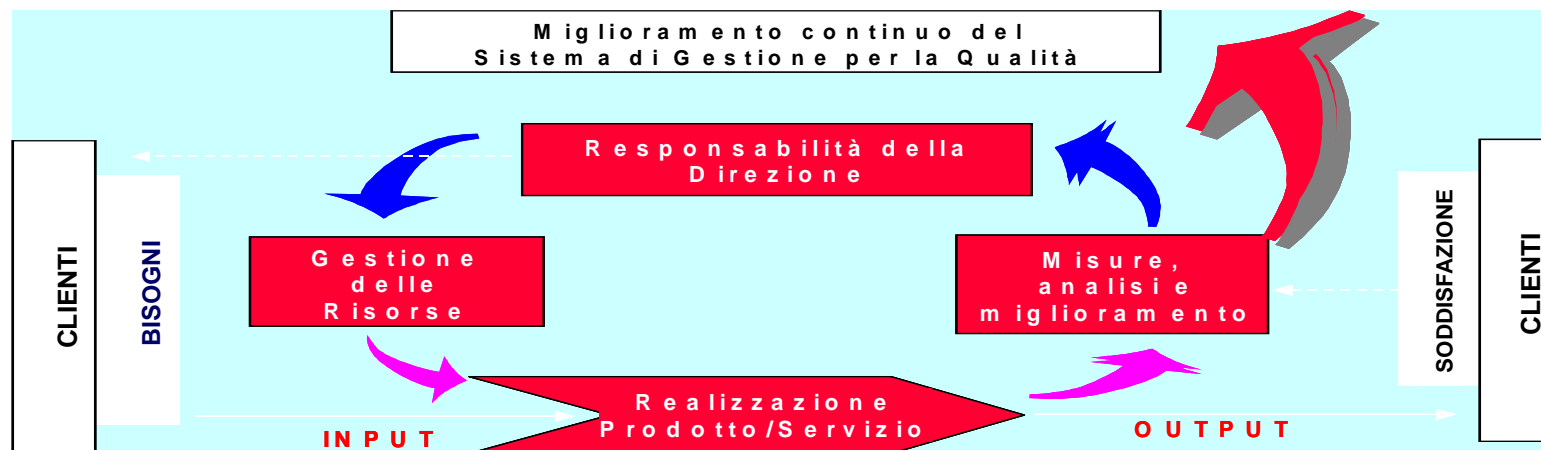 Miglioramento continuo del
Sistema di Gestione per la Qualità
Responsabilità della
Direzione
CLIENTI
BISOGNI
Gestione
delle
Risorse
Misure,
analisi e
miglioramento
SODDISFAZIONE
CLIENTI
Realizzazione
Prodotto/Servizio
INPUT
OUTPUT